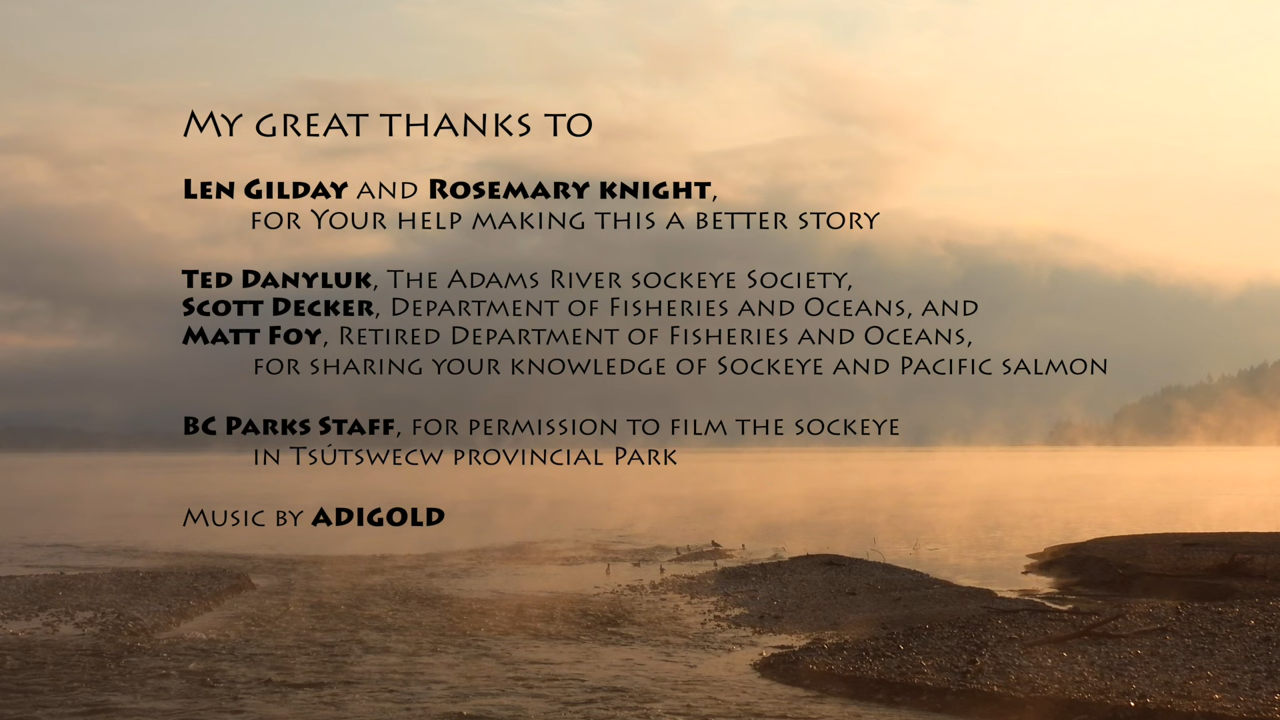 My great thanks to
Len Gilday and Rosemary Knight,
for Your help making this a better story
Ted Danyluk, The Adams River sockeye Society,
Scott Decker, Department of Fisheries and Oceans, and
Matt Foy, Retired Department of Fisheries and Oceans,
for sharing your knowledge of Sockeye and Pacific salmon
BC Parks Staff, for permission to film the sockeye
in Tsútswecw provincial Park
Music by ADIGOLD